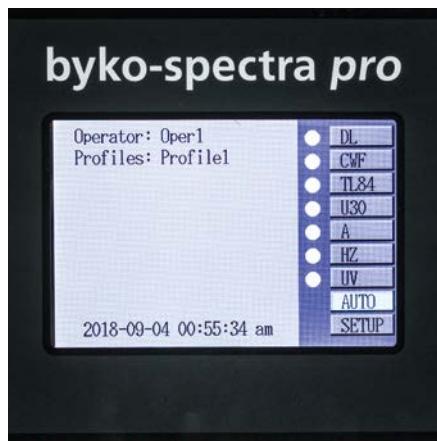 byko-spectra pro
Operator: Oper1
Profiles: Profile1
DL
CWF
TL84
U30
A
HZ
UV
AUTO
SETUP
2018-09-04 00:55:34 am